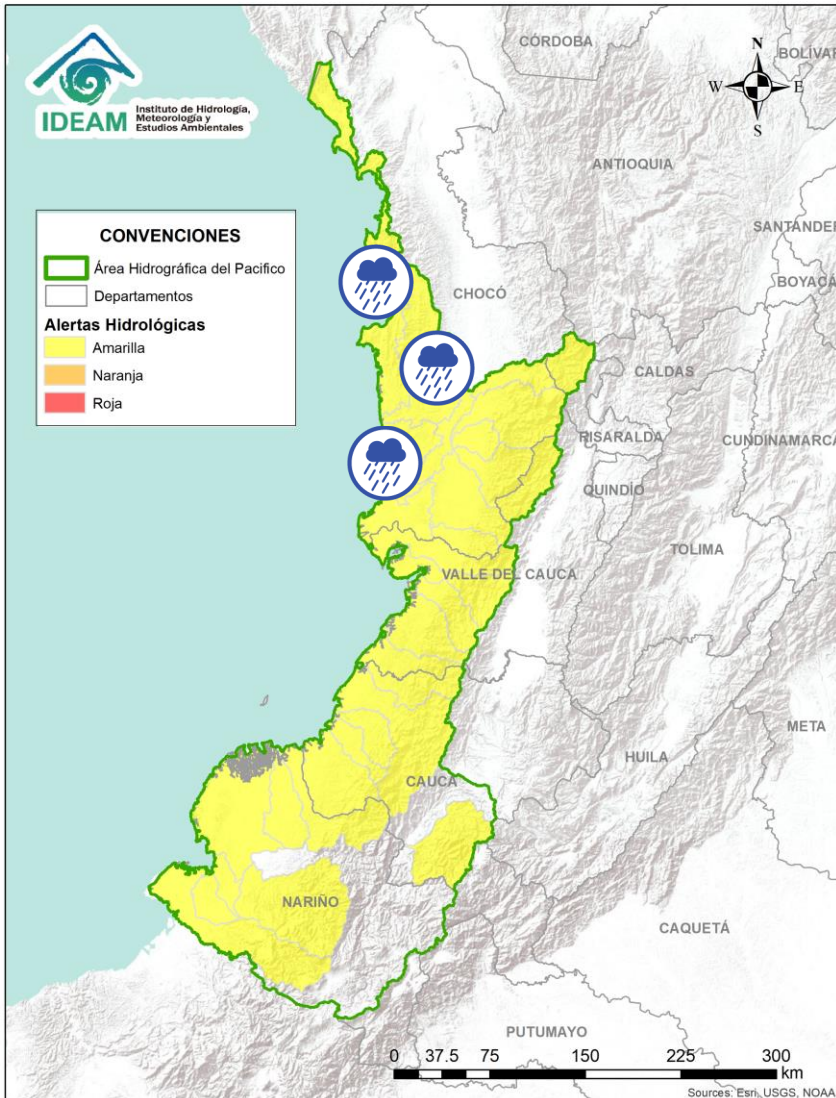 IDEAM
Instituto de Hidrología,
Meteorología y
Estudios Ambientales
CONVENCIONES
Área Hidrográfica del Pacifico
Departamentos
Alertas Hidrológicas
Amarilla
Naranja
Roja
N
W
E
S
CÓRDOBA
BOLÍVAR
ANTIOQUIA
SANTANDER
BOYACÁ
CHOCÓ
CALDAS
RISARALDA
CUNDINAMARCA
QUINDÍO
TOLIMA
VALLE DEL CAUCA
META
HUILA
CAUCA
NARIÑO
CAQUETÁ
PUTUMAYO
0 37.5 75 150 225 300
km
Sources: Esri, USGS, NOAA